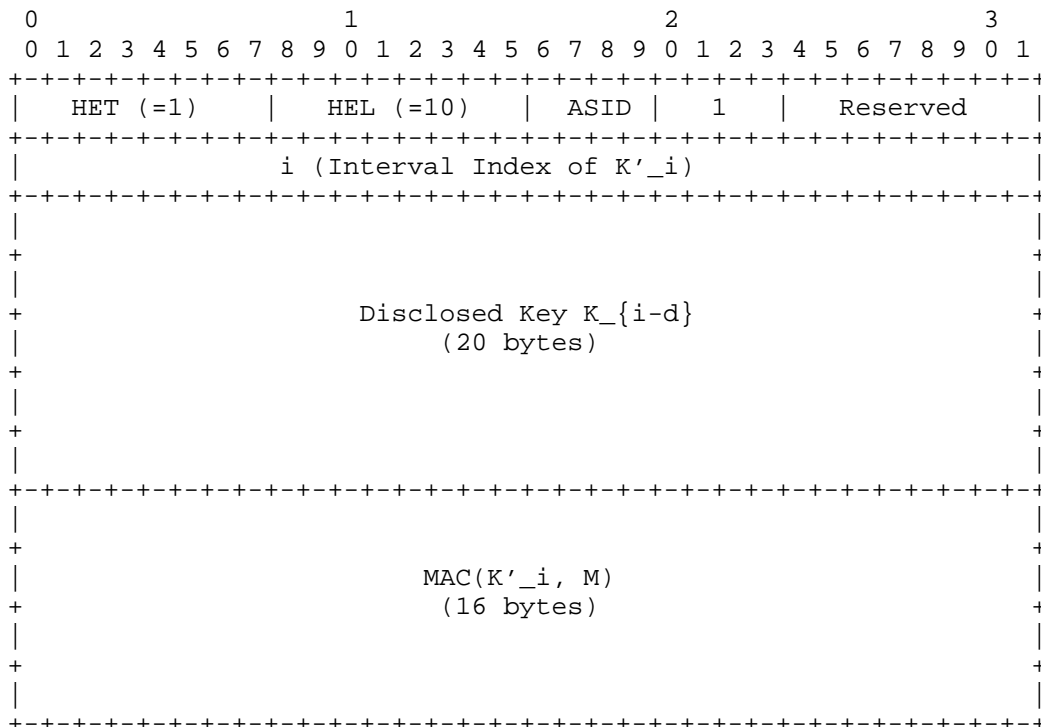 0                   1                   2                   3
 0 1 2 3 4 5 6 7 8 9 0 1 2 3 4 5 6 7 8 9 0 1 2 3 4 5 6 7 8 9 0 1
+-+-+-+-+-+-+-+-+-+-+-+-+-+-+-+-+-+-+-+-+-+-+-+-+-+-+-+-+-+-+-+-+
|   HET (=1)    |   HEL (=10)   |  ASID |   1   |   Reserved    |
+-+-+-+-+-+-+-+-+-+-+-+-+-+-+-+-+-+-+-+-+-+-+-+-+-+-+-+-+-+-+-+-+
|                i (Interval Index of K'_i)                     |
+-+-+-+-+-+-+-+-+-+-+-+-+-+-+-+-+-+-+-+-+-+-+-+-+-+-+-+-+-+-+-+-+
|                                                               |
+                                                               +
|                                                               |
+                     Disclosed Key K_{i-d}                     +
|                          (20 bytes)                           |
+                                                               +
|                                                               |
+                                                               +
|                                                               |
+-+-+-+-+-+-+-+-+-+-+-+-+-+-+-+-+-+-+-+-+-+-+-+-+-+-+-+-+-+-+-+-+
|                                                               |
+                                                               +
|                         MAC(K'_i, M)                          |
+                          (16 bytes)                           +
|                                                               |
+                                                               +
|                                                               |
+-+-+-+-+-+-+-+-+-+-+-+-+-+-+-+-+-+-+-+-+-+-+-+-+-+-+-+-+-+-+-+-+